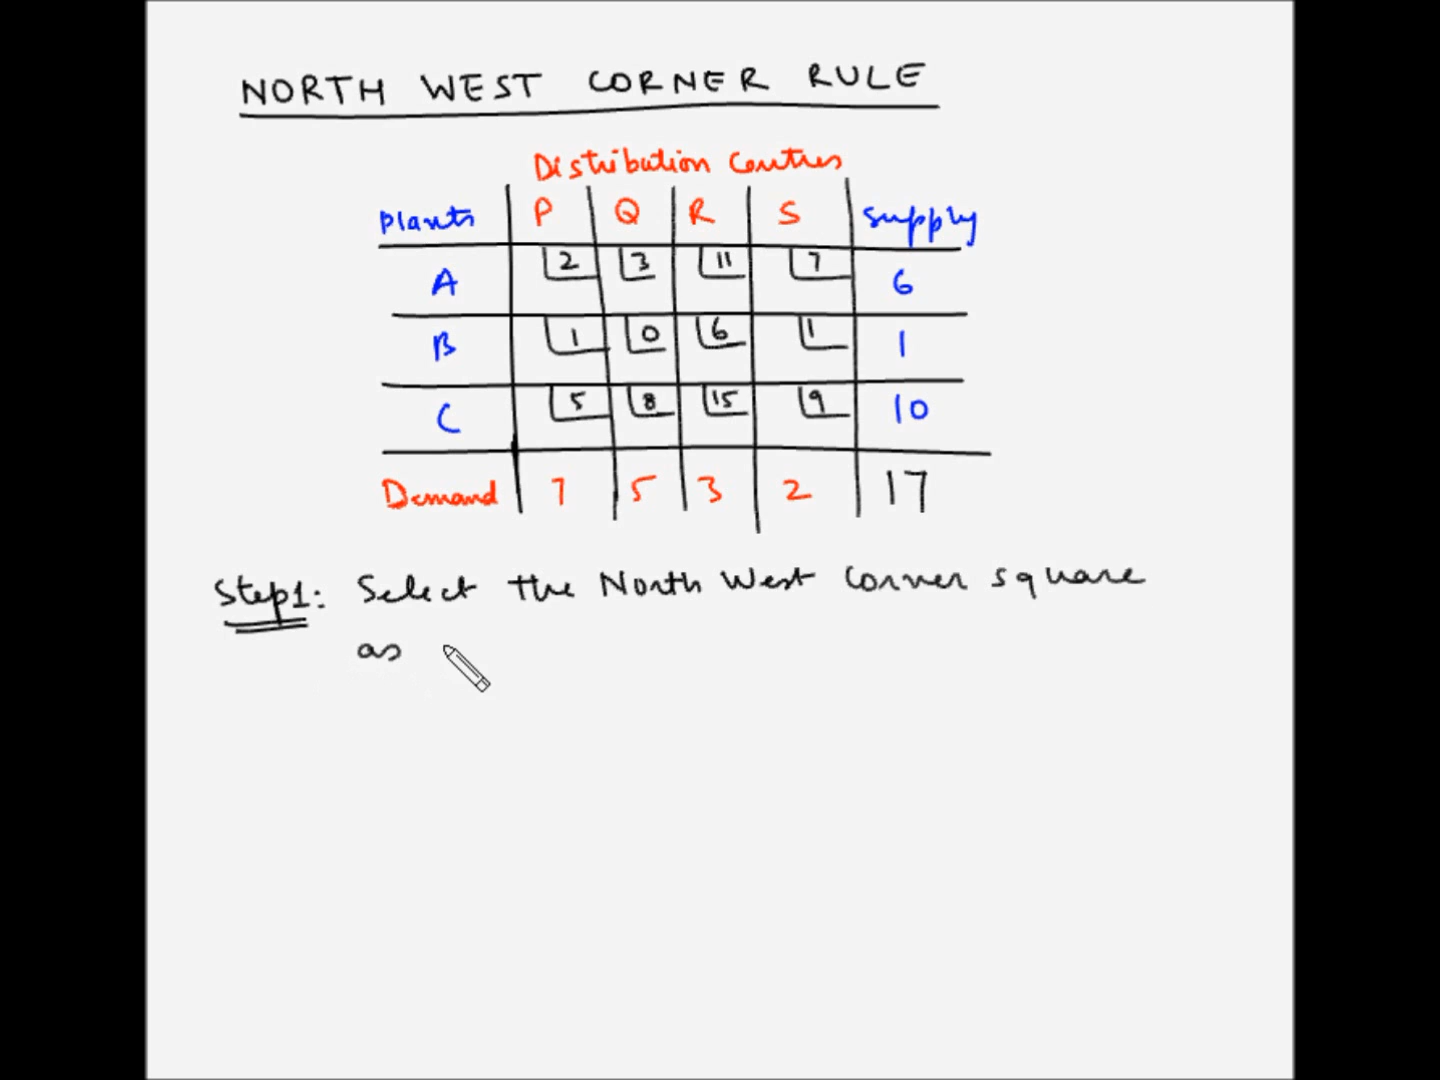 NORTH WEST CORNER RULE
Distribution Centres
Plants P Q R S Supply
A 2 3 11 7 6
B 1 0 6 1 1
C 5 8 15 9 10
Demand 7 5 3 2 17
Step1: Select the North West Corner square
as